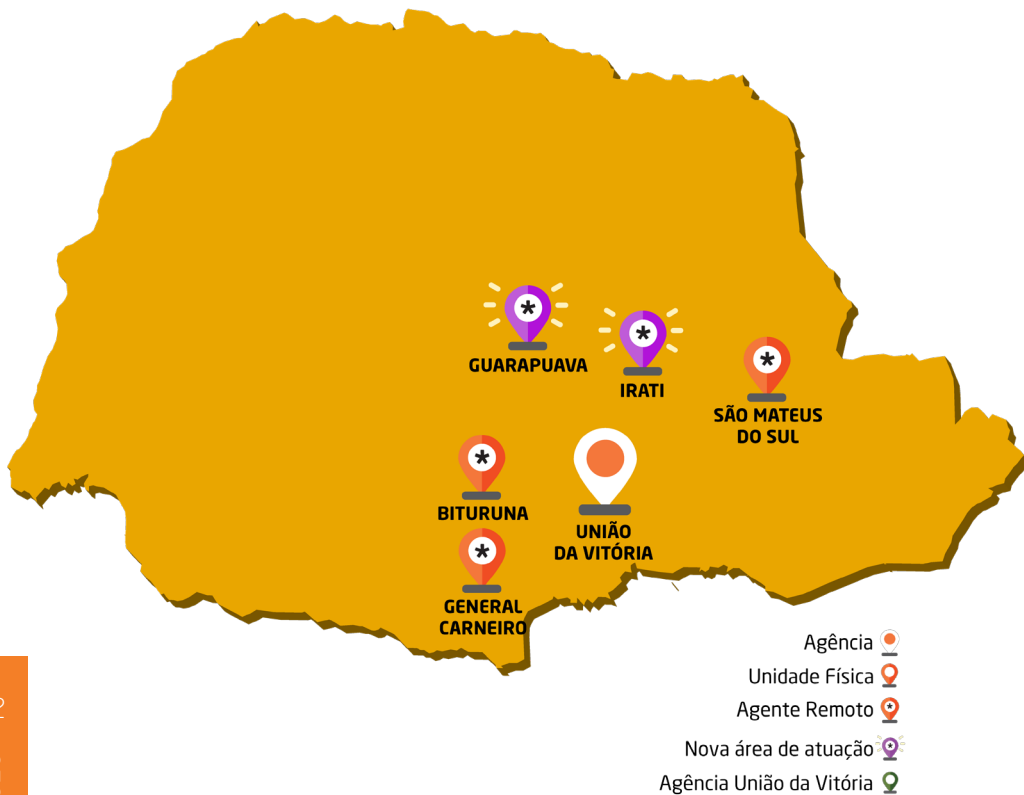 GUARAPUAVA
IRATI
SÃO MATEUS
DO SUL
BITURUNA
UNIÃO
DA VITÓRIA
GENERAL
CARNEIRO
Agência
Unidade Física
Agente Remoto
Nova área de atuação
Agência União da Vitória